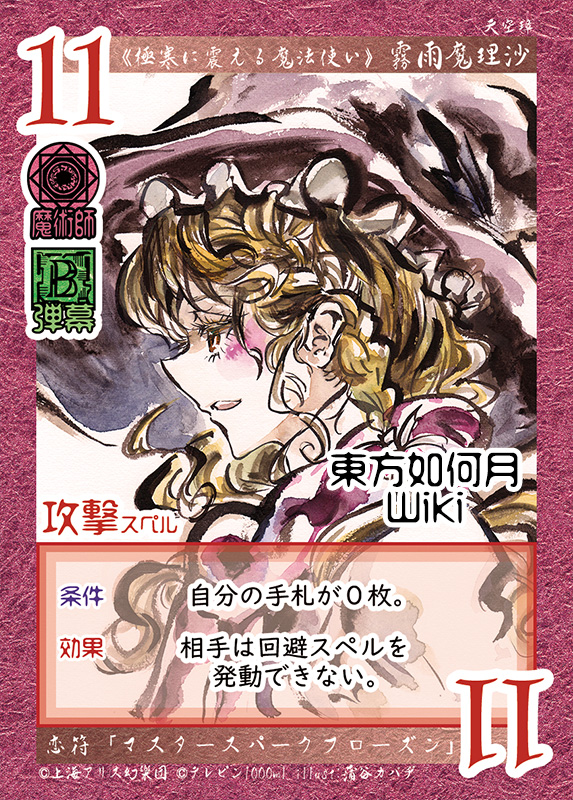 天空璋
11
《極寒に震える魔法使い》 霧雨魔理沙
魔術師
B
弾幕
東方如何月
Wiki
攻撃スペル
条件 自分の手札が0枚。
効果 相手は回避スペルを
発動できない。
11
恋符「マスタースパークフローズン」
©上海アリス幻樂団 ©テレピン1000ml illust:蒲谷カバヂ